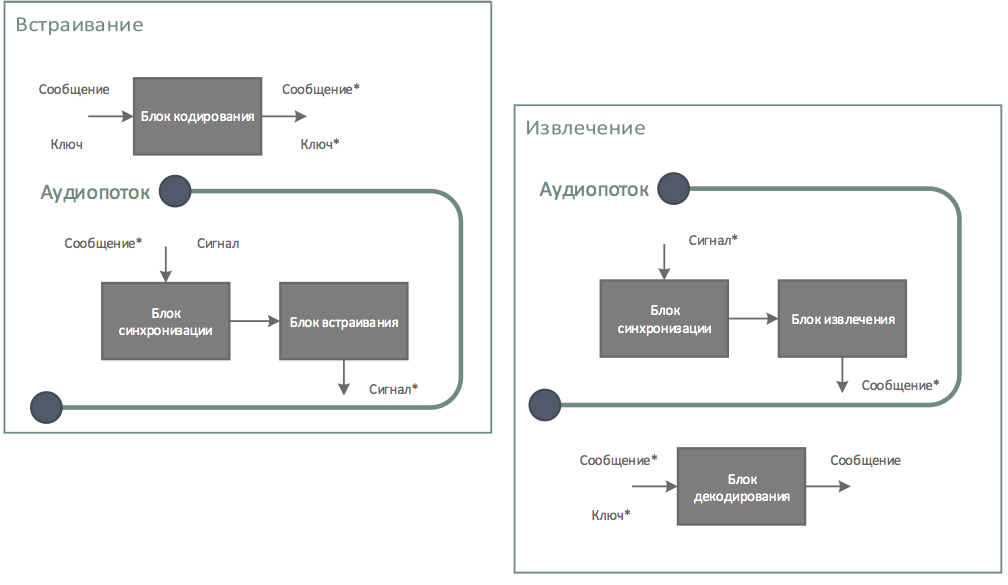 Встраивание
Сообщение
Сообщение*
Блок кодирования
Ключ
Ключ*
Аудиопоток
Сообщение*
Сигнал
Блок
синхронизации
Блок встраивания
Сигнал*
Извлечение
Аудиопоток
Сигнал*
Блок
синхронизации
Блок извлечения
Сообщение*
Сообщение*
Сообщение
Блок
декодирования
Ключ*